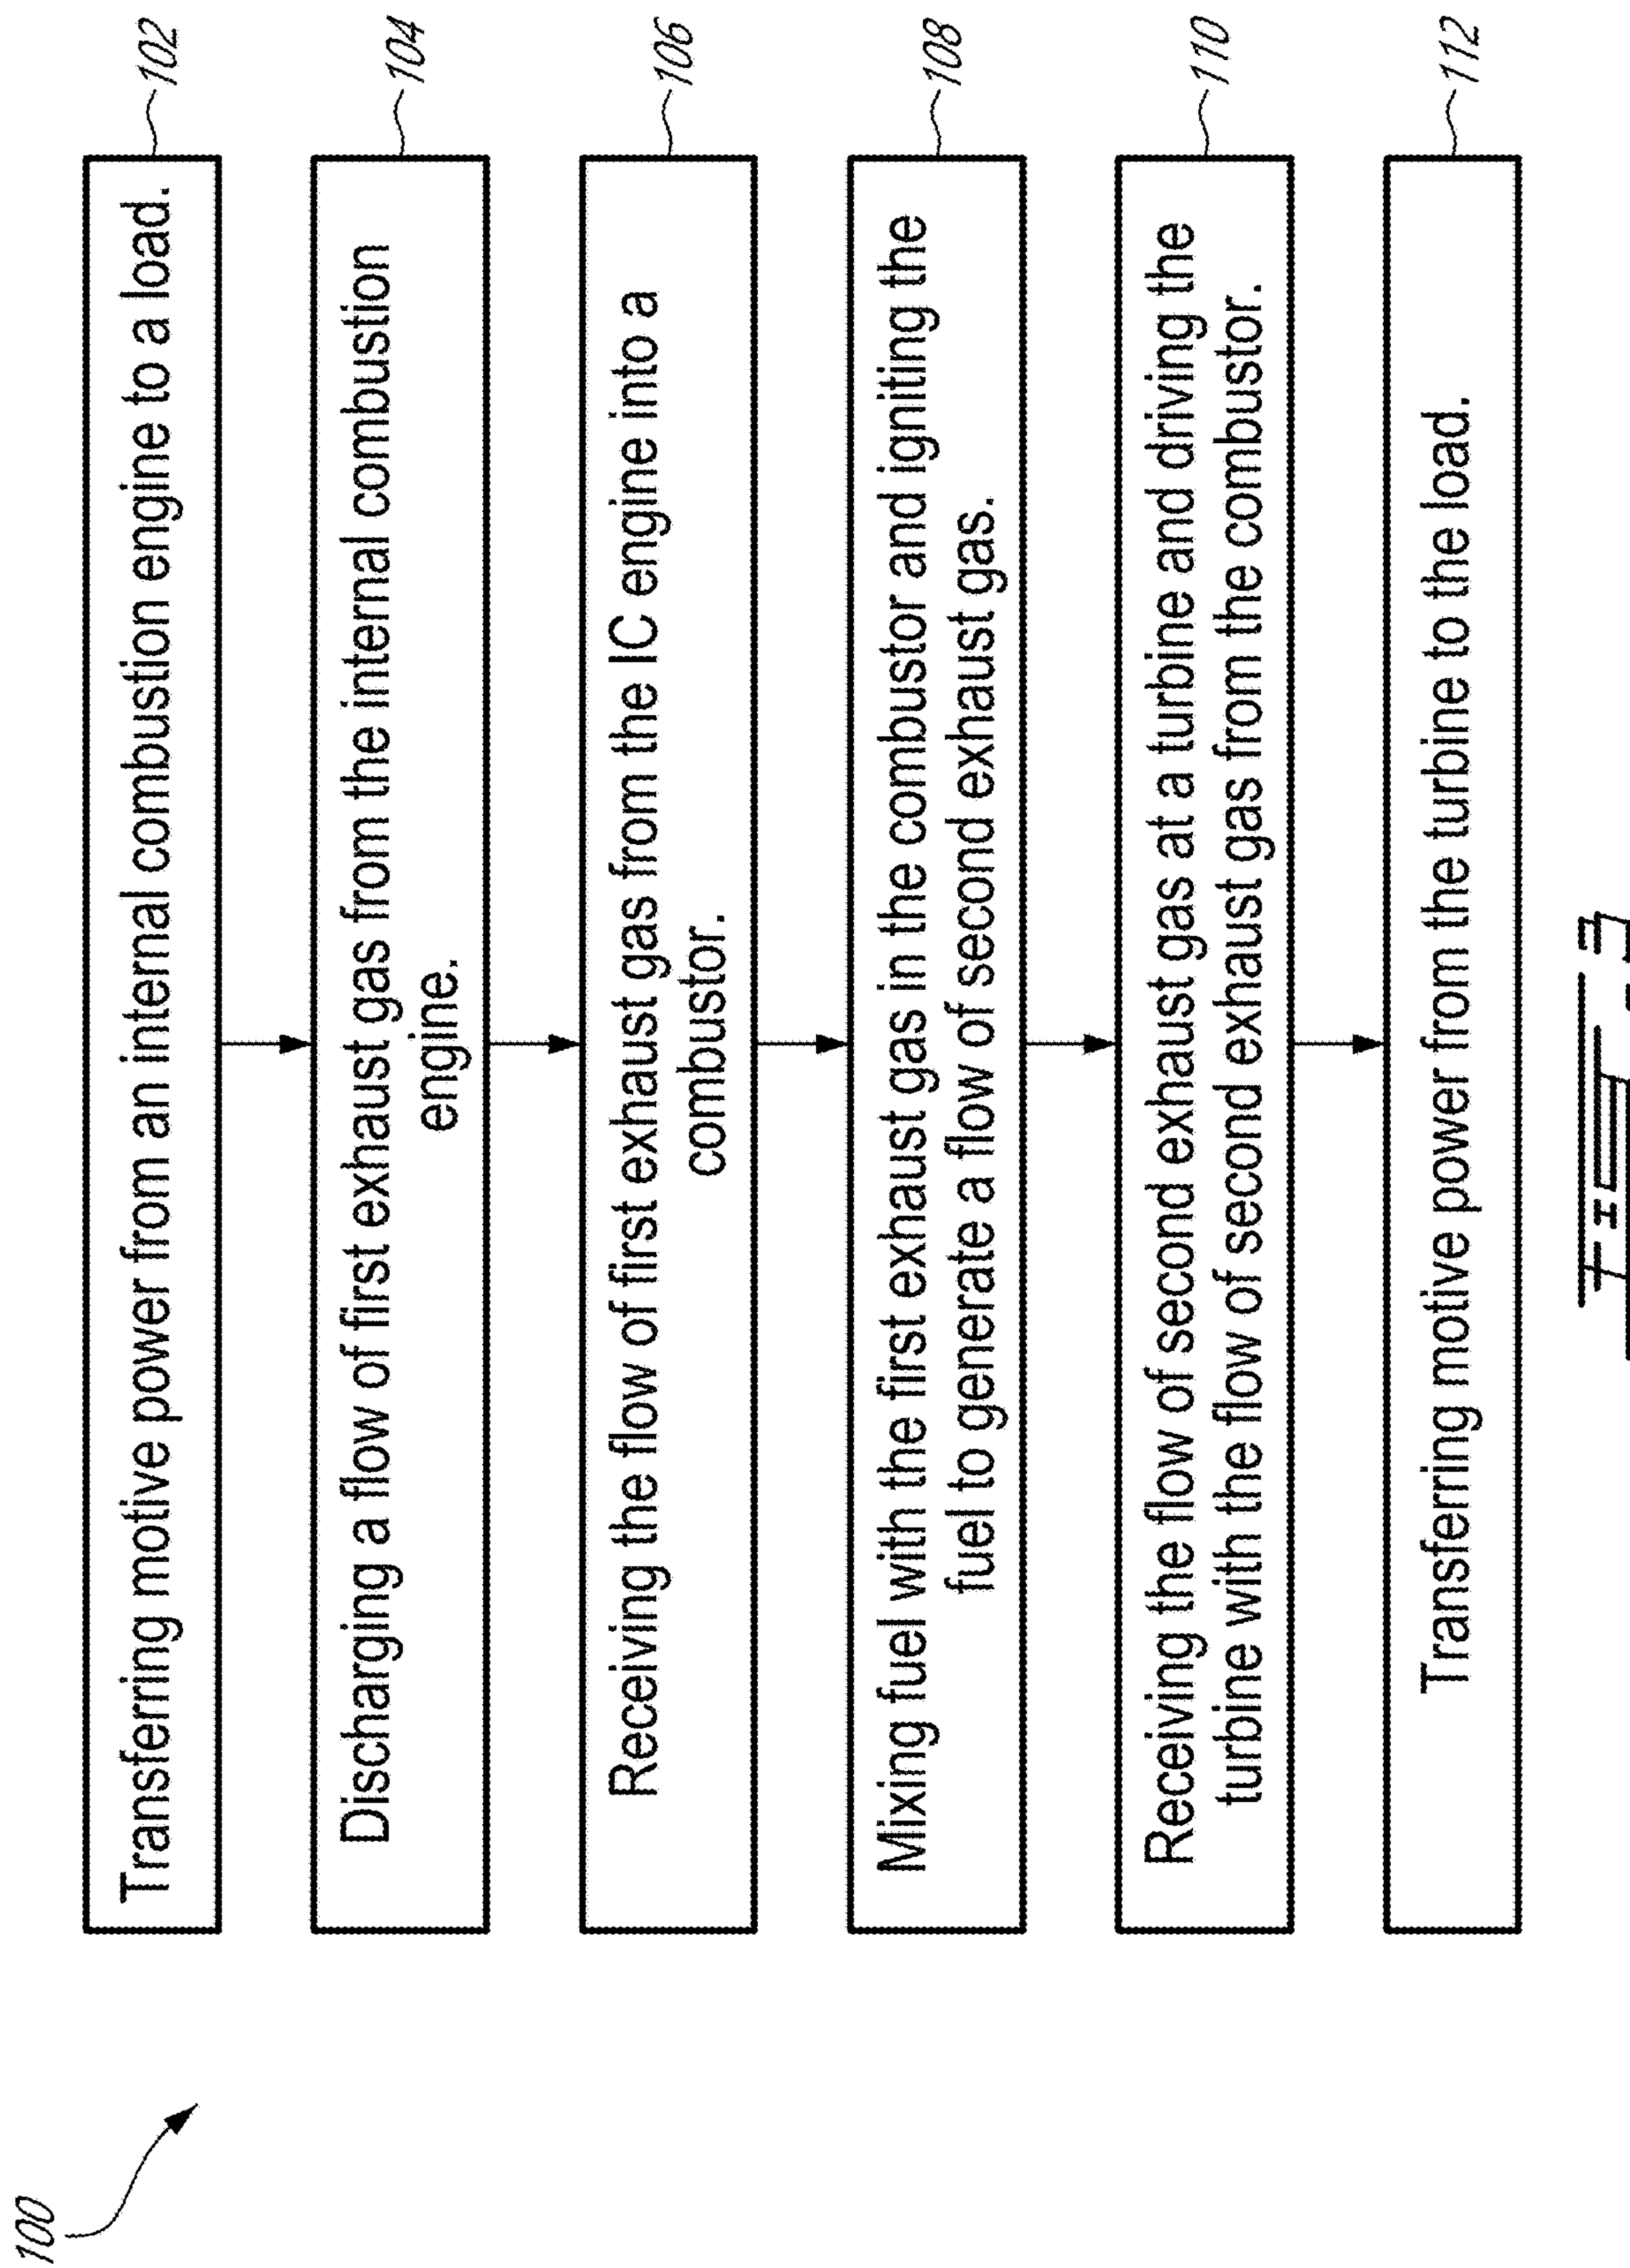 100
Transferring motive power from an internal combustion engine to a load.
102
Discharging a flow of first exhaust gas from the internal combustion
engine.
104
Receiving the flow of first exhaust gas from the IC engine into a
combustor.
106
Mixing fuel with the first exhaust gas in the combustor and igniting the
fuel to generate a flow of second exhaust gas.
108
Receiving the flow of second exhaust gas at a turbine and driving the
turbine with the flow of second exhaust gas from the combustor.
110
Transferring motive power from the turbine to the load.
112